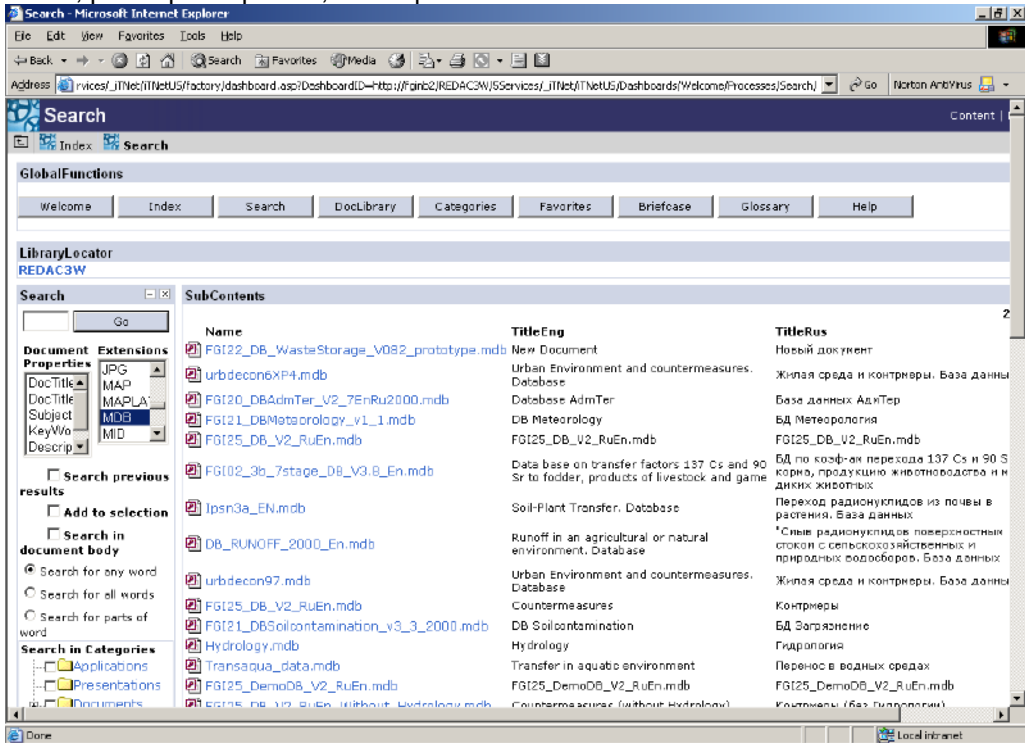 Search - Microsoft Internet Explorer
File Edit View Favorites Tools Help
Back Search Favorites Media
Address rvices/_iTNet/iTNetUS/factory/dashboard.asp?DashboardID=http://fginb2/REDAC3W/SServices/_iTNet/iTNetUS/Dashboards/Welcome/Processes/Search/ Go Norton AntiVirus
Search Content |
Index Search
GlobalFunctions
Welcome Index Search DocLibrary Categories Favorites Briefcase Glossary Help
LibraryLocator
REDAC3W
Search
Go
Document Properties
DocTitle
DocTitle
Subject
KeyWo
Descrip
Extensions
JPG
MAP
MAPLA
MDB
MID
Search previous results
Add to selection
Search in document body
Search for any word
Search for all words
Search for parts of word
Search in Categories
Applications
Presentations
Documents
SubContents
2
Name TitleEng TitleRus
FGI22_DB_WasteStorage_V082_prototype.mdb New Document Новый документ
urbdecon6XP4.mdb Urban Environment and countermeasures. Database Жилая среда и контрмеры. База данны
FGI20_DBAdmTer_V2_7EnRu2000.mdb Database AdmTer База данных АдмТер
FGI21_DBMeteorology_v1_1.mdb DB Meteorology БД Метеорология
FGI25_DB_V2_RuEn.mdb FGI25_DB_V2_RuEn.mdb FGI25_DB_V2_RuEn.mdb
FGI02_3b_7stage_DB_V3.8_En.mdb Data base on transfer factors 137 Cs and 90 Sr to fodder, products of livestock and game БД по коэф-ам перехода 137 Cs и 90 S корма, продукцию животноводства и м диких животных
Ipsn3a_EN.mdb Soil-Plant Transfer. Database Переход радионуклидов из почвы в растения. База данных
DB_RUNOFF_2000_En.mdb Runoff in an agricultural or natural environment. Database "Смыв радионуклидов поверхностным стоком с сельскохозяйственных и природных водосборов. База данных
urbdecon97.mdb Urban Environment and countermeasures. Database Жилая среда и контрмеры. База данны
FGI25_DB_V2_RuEn.mdb Countermeasures Контрмеры
FGI21_DBSoilcontamination_v3_3_2000.mdb DB Soilcontamination БД Загрязнение
Hydrology.mdb Hydrology Гидрология
Transaqua_data.mdb Transfer in aquatic environment Перенос в водных средах
FGI25_DemoDB_V2_RuEn.mdb FGI25_DemoDB_V2_RuEn.mdb FGI25_DemoDB_V2_RuEn.mdb
FGI25_DB_V2_RuEn_Without_Hydrology.mdb Countermeasures (without Hydrology) Контрмеры (без Гидрологии)
Done Local intranet